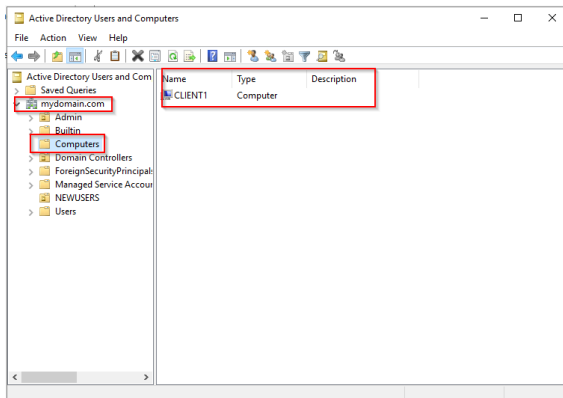 Active Directory Users and Computers
File Action View Help
Active Directory Users and Com
Saved Queries
mydomain.com
Admin
Builtin
Computers
Domain Controllers
ForeignSecurityPrincipals
Managed Service Accoun
NEWUSERS
Users
Name Type Description
CLIENT1 Computer